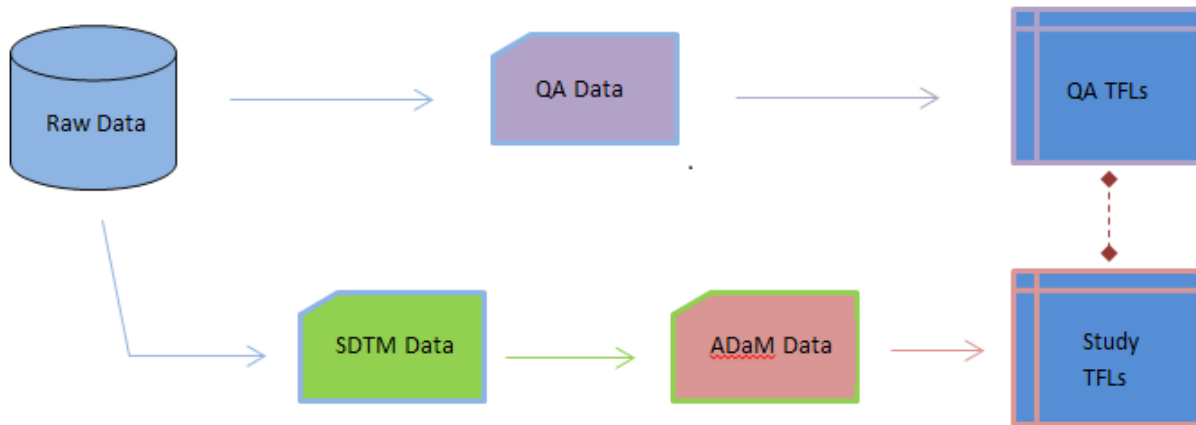 Raw Data
QA Data
QA TFLs
SDTM Data
ADaM Data
Study
TFLs